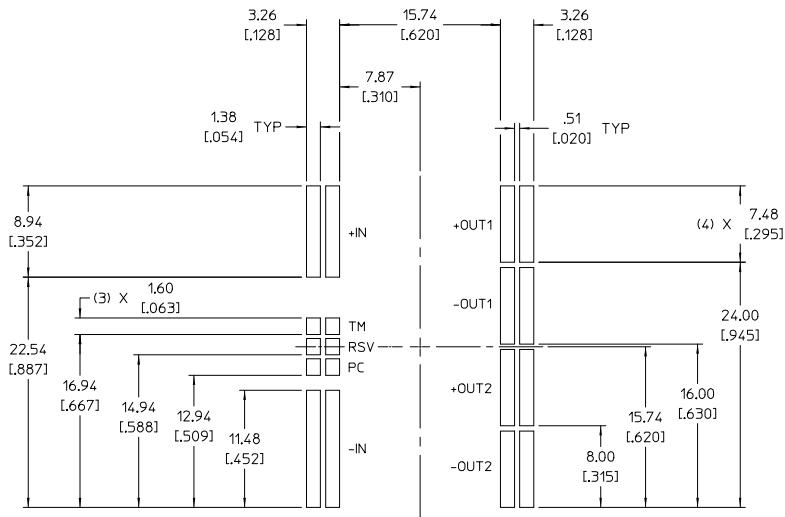 3.26
[.128]
15.74
[.620]
3.26
[.128]
7.87
[.310]
1.38
[.054] TYP
.51
[.020] TYP
8.94
[.352]
+IN
+OUT1
(4) X 7.48
[.295]
(3) X 1.60
[.063]
-OUT1
TM
24.00
[.945]
RSV
22.54
[.887]
PC
16.94
[.667]
+OUT2
16.00
[.630]
14.94
[.588]
15.74
[.620]
12.94
[.509]
11.48
[.452]
-IN
8.00
[.315]
-OUT2